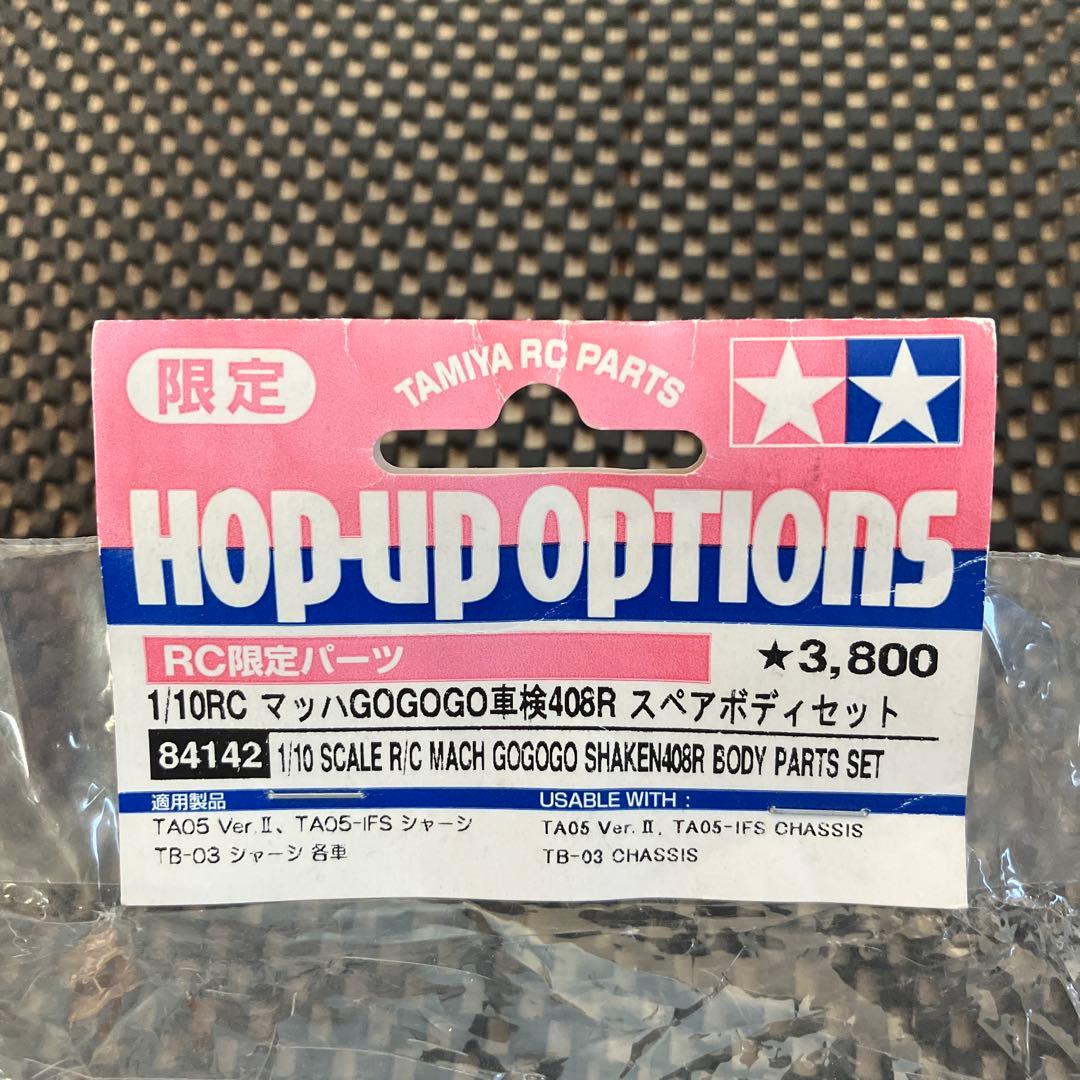 限定
TAMIYA RC PARTS
HOP-UP OPTIONS
RC限定パーツ
★3,800
1/10RC マッハGOGOGO車検408R スペアボディセット
84142 1/10 SCALE R/C MACH GOGOGO SHAKEN408R BODY PARTS SET
適用製品
TA05 Ver.Ⅱ、TA05-IFS シャーシ
TB-03 シャーシ 各車
USABLE WITH :
TA05 Ver.Ⅱ, TA05-IFS CHASSIS
TB-03 CHASSIS